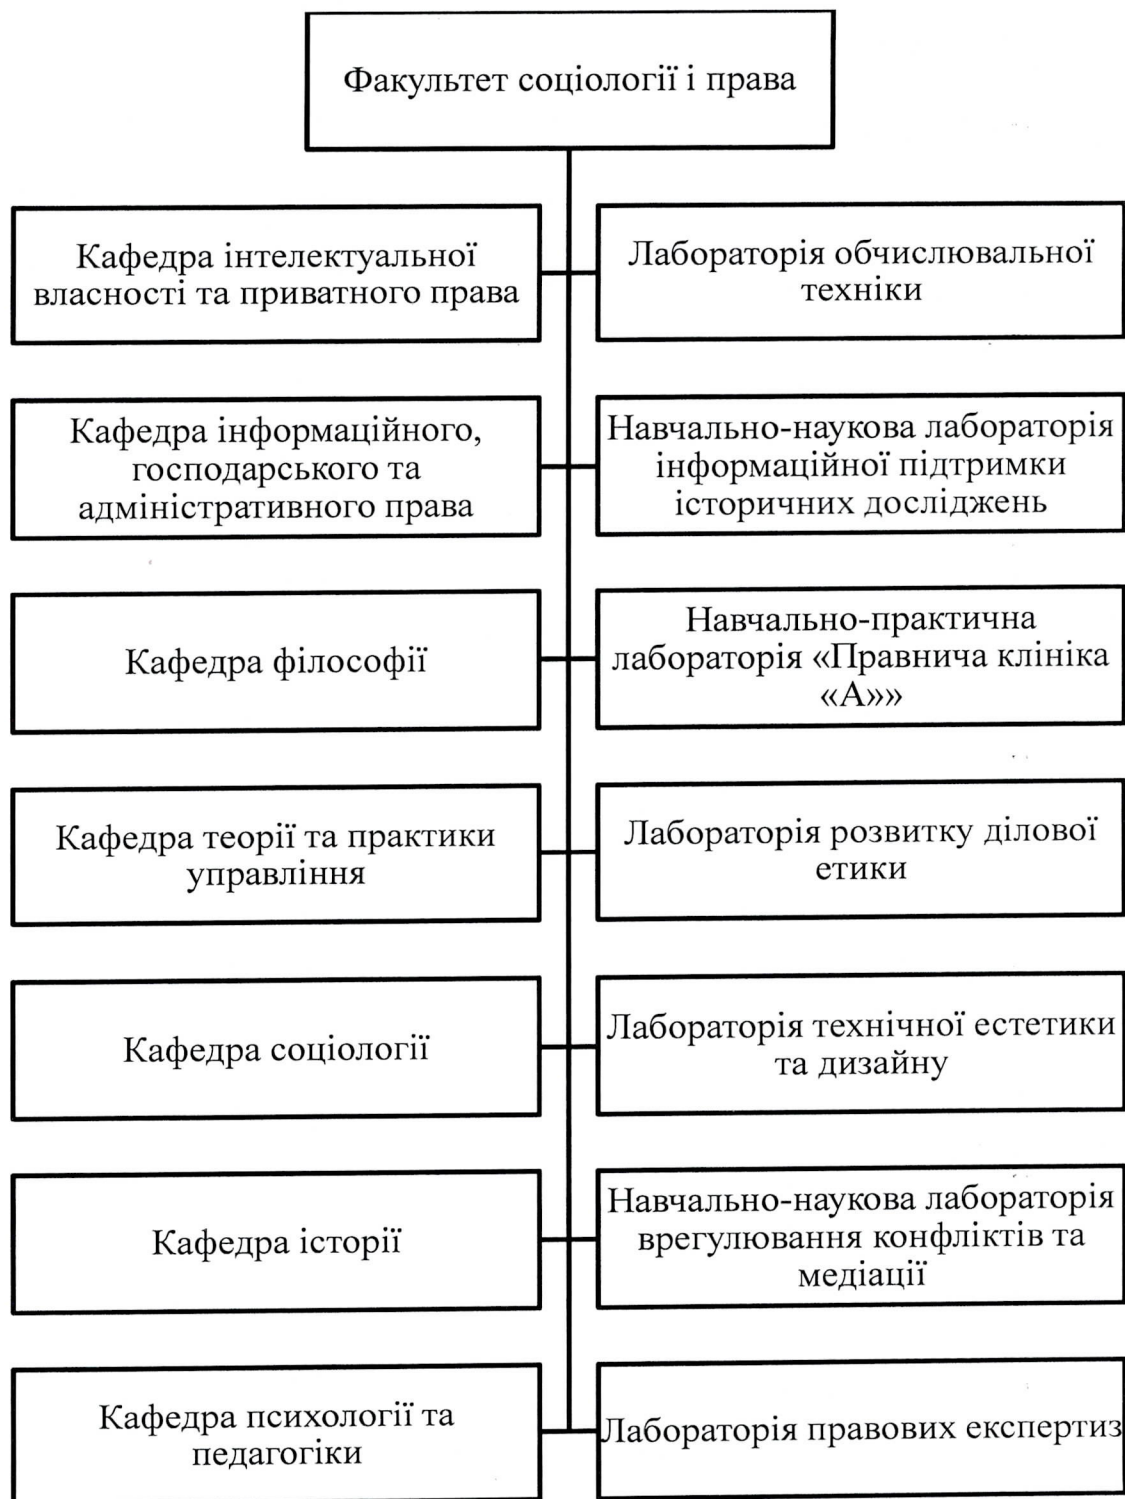 Факультет соціології і права
Кафедра інтелектуальної
власності та приватного права
Лабораторія обчислювальної
техніки
Кафедра інформаційного,
господарського та
адміністративного права
Навчально-наукова лабораторія
інформаційної підтримки
історичних досліджень
Кафедра філософії
Навчально-практична
лабораторія «Правнича клініка
«А»»
Кафедра теорії та практики
управління
Лабораторія розвитку ділової
етики
Кафедра соціології
Лабораторія технічної естетики
та дизайну
Кафедра історії
Навчально-наукова лабораторія
врегулювання конфліктів та
медіації
Кафедра психології та
педагогіки
Лабораторія правових експертиз